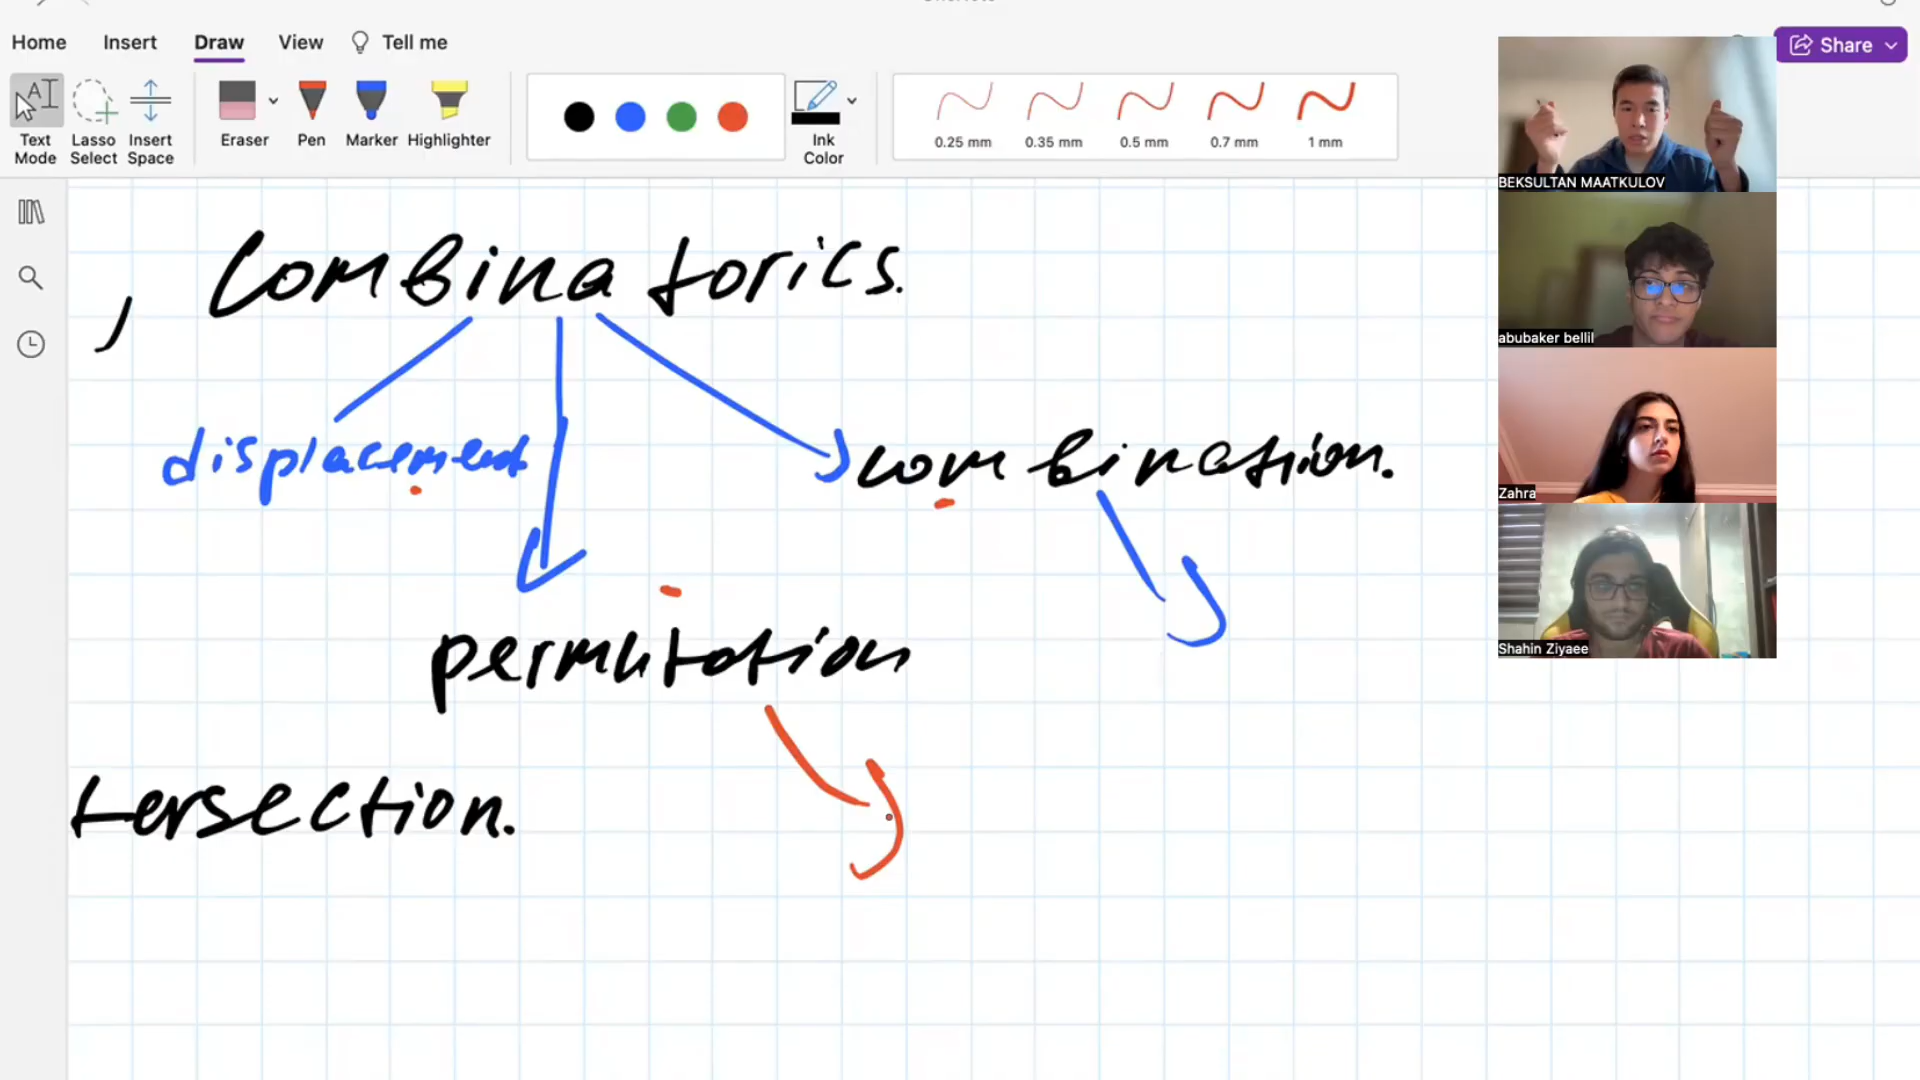 Home Insert Draw View Tell me
Share
Text Mode
Lasso Select
Insert Space
Eraser
Pen
Marker
Highlighter
Ink Color
0.25 mm
0.35 mm
0.5 mm
0.7 mm
1 mm
BEKSULTAN MAATKULOV
abubaker bellil
Zahra
Shahin Ziyaee
, Combinatorics.
displacement
combination.
permutation
tersection.